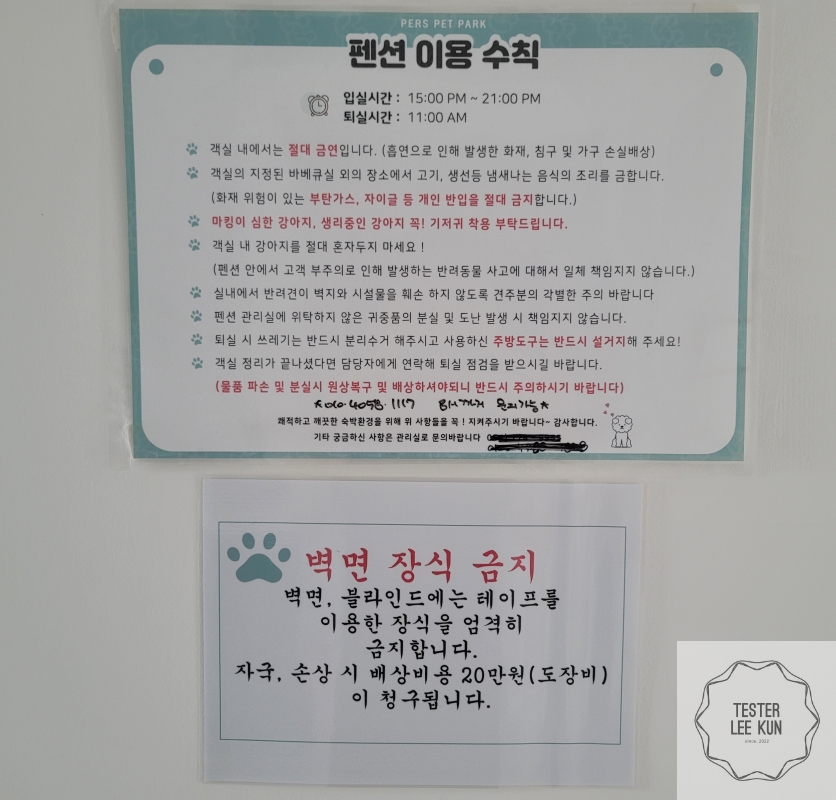 PERS PET PARK
펜션 이용 수칙
입실시간 : 15:00 PM ~ 21:00 PM
퇴실시간 : 11:00 AM
객실 내에서는 절대 금연입니다. (흡연으로 인해 발생한 화재, 침구 및 가구 손실배상)
객실의 지정된 바베큐실 외의 장소에서 고기, 생선등 냄새나는 음식의 조리를 금합니다.
(화재 위험이 있는 부탄가스, 자이글 등 개인 반입을 절대 금지합니다.)
마킹이 심한 강아지, 생리중인 강아지 꼭! 기저귀 착용 부탁드립니다.
객실 내 강아지를 절대 혼자두지 마세요 !
(펜션 안에서 고객 부주의로 인해 발생하는 반려동물 사고에 대해서 일체 책임지지 않습니다.)
실내에서 반려견이 벽지와 시설물을 훼손 하지 않도록 견주분의 각별한 주의 바랍니다
펜션 관리실에 위탁하지 않은 귀중품의 분실 및 도난 발생 시 책임지지 않습니다.
퇴실 시 쓰레기는 반드시 분리수거 해주시고 사용하신 주방도구는 반드시 설거지해 주세요!
객실 정리가 끝나셨다면 담당자에게 연락해 퇴실 점검을 받으시길 바랍니다.
(물품 파손 및 분실시 원상복구 및 배상하셔야되니 반드시 주의하시기 바랍니다)
문의가능
쾌적하고 깨끗한 숙박환경을 위해 위 사항들을 꼭 ! 지켜주시기 바랍니다~ 감사합니다.
기타 궁금하신 사항은 관리실로 문의바랍니다
벽면 장식 금지
벽면, 블라인드에는 테이프를
이용한 장식을 엄격히
금지합니다.
자국, 손상 시 배상비용 20만원(도장비)
이 청구됩니다.
TESTER
LEE KUN
since 2022